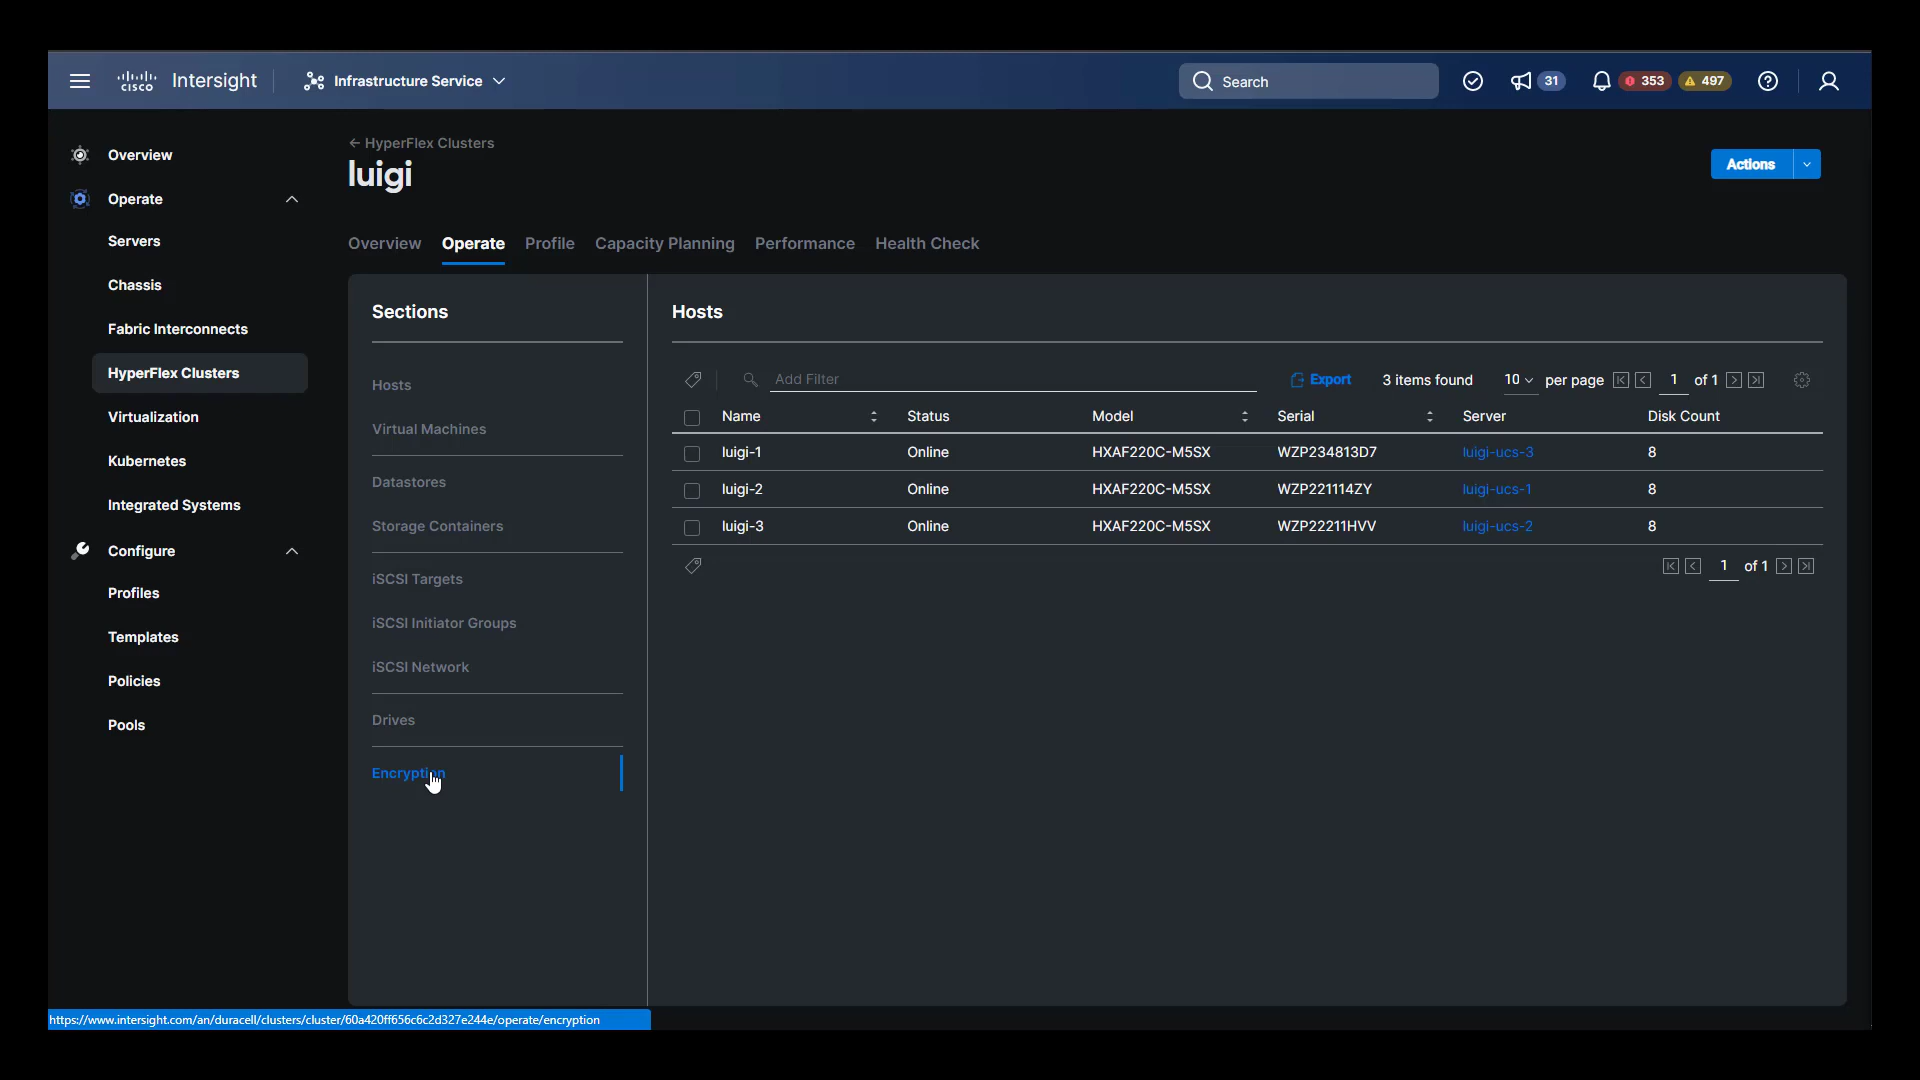 cisco Intersight Infrastructure Service Search 31 353 497
Overview
Operate
Servers
Chassis
Fabric Interconnects
HyperFlex Clusters
Virtualization
Kubernetes
Integrated Systems
Configure
Profiles
Templates
Policies
Pools
← HyperFlex Clusters
luigi
Actions
Overview Operate Profile Capacity Planning Performance Health Check
Sections
Hosts
Virtual Machines
Datastores
Storage Containers
iSCSI Targets
iSCSI Initiator Groups
iSCSI Network
Drives
Encryption
Hosts
Add Filter Export 3 items found 10 per page 1 of 1
Name Status Model Serial Server Disk Count
luigi-1 Online HXAF220C-M5SX WZP234813D7 luigi-ucs-3 8
luigi-2 Online HXAF220C-M5SX WZP221114ZY luigi-ucs-1 8
luigi-3 Online HXAF220C-M5SX WZP22211HVV luigi-ucs-2 8
1 of 1
https://www.intersight.com/an/duracell/clusters/cluster/60a420ff656c6c2d327e244e/operate/encryption